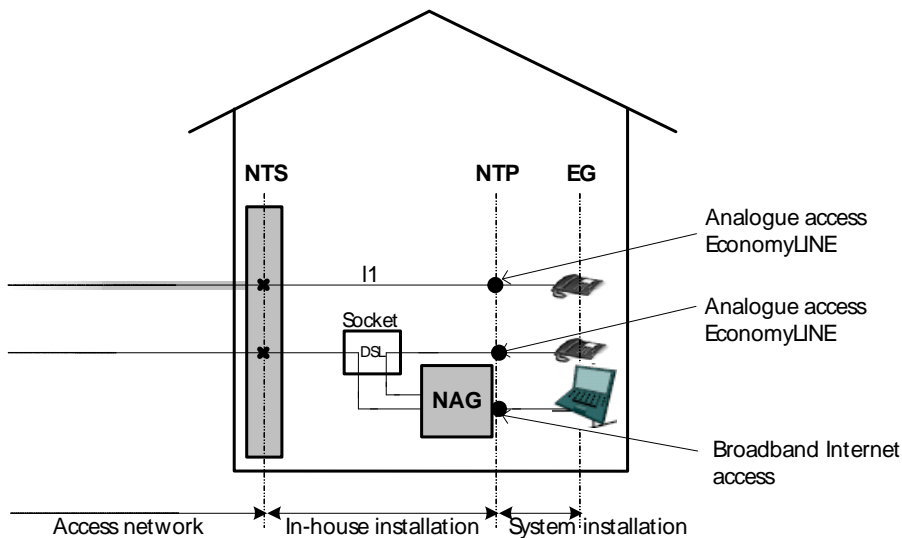 NTS
NTP
EG
Analogue access
EconomyLINE
I1
Analogue access
EconomyLINE
Socket
DSL
NAG
Broadband Internet
access
Access network
In-house installation
System installation